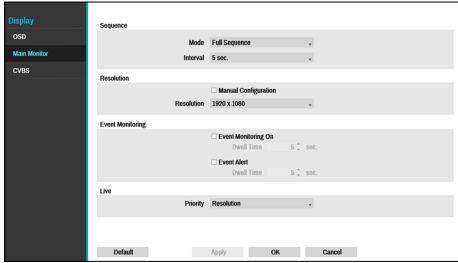 Display
OSD
Main Monitor
CVBS
Sequence
Mode Full Sequence
Interval 5 sec.
Resolution
Manual Configuration
Resolution 1920 x 1080
Event Monitoring
Event Monitoring On
Dwell Time 5 sec.
Event Alert
Dwell Time 5 sec.
Live
Priority Resolution
Default Apply OK Cancel